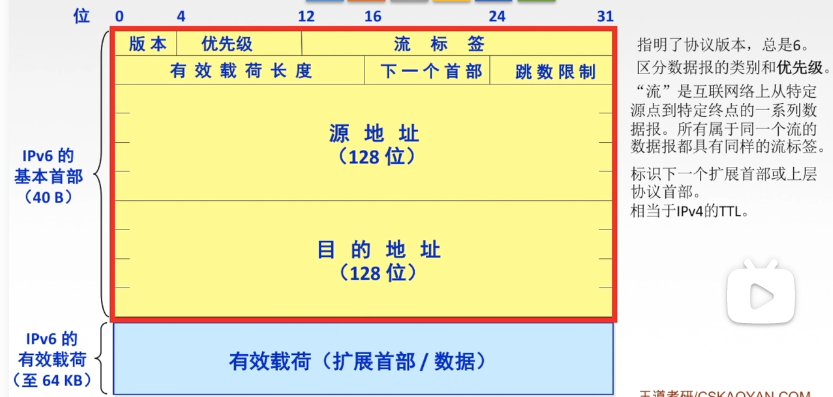 位 0 4 12 16 24 31
版本 优先级 流 标 签
有 效 载 荷 长 度 下一个首部 跳数限制
源 地 址
（128 位）
目 的 地 址
（128 位）
IPv6 的
基本首部
（40 B）
IPv6 的
有效载荷
（至 64 KB）
有效载荷（扩展首部 / 数据）
指明了协议版本，总是6。
区分数据报的类别和优先级。
“流”是互联网络上从特定
源点到特定终点的一系列数
据报。所有属于同一个流的
数据报都具有同样的流标签。
标识下一个扩展首部或上层
协议首部。
相当于IPv4的TTL。
王道考研/CSKAOYAN.COM